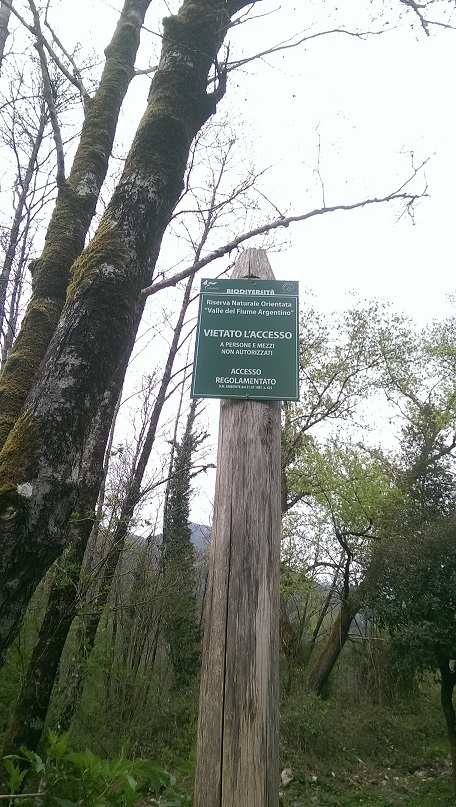 BIODIVERSITÀ
Riserva Naturale Orientata
"Valle del Fiume Argentino"
VIETATO L'ACCESSO
A PERSONE E MEZZI
NON AUTORIZZATI
ACCESSO
REGOLAMENTATO